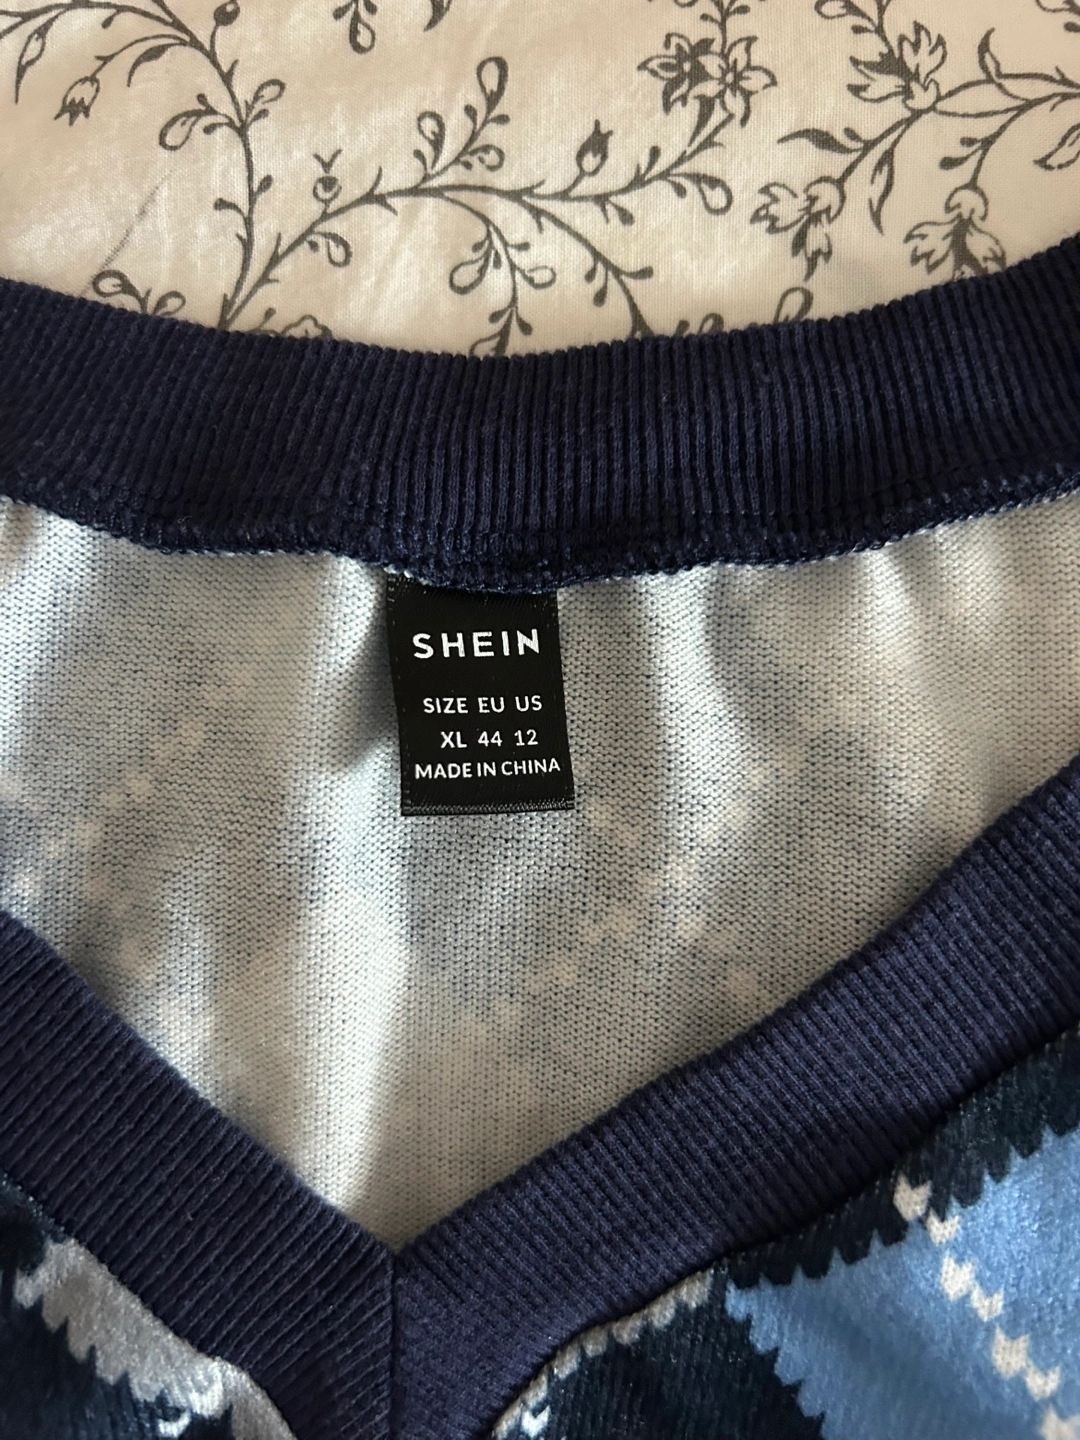 SHEIN
SIZE EU US
XL 44 12
MADE IN CHINA